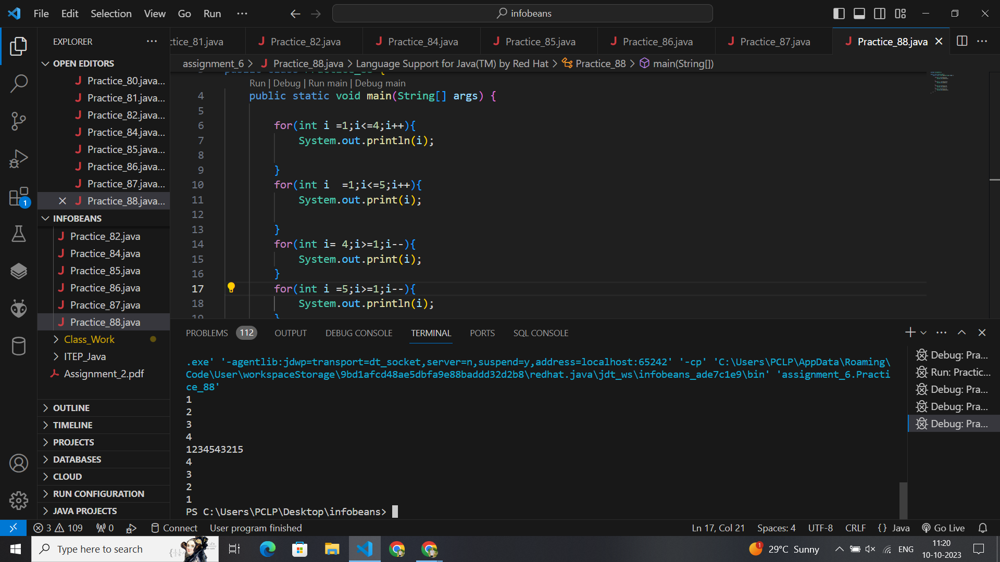 File Edit Selection View Go Run ··· infobeans
EXPLORER ···
OPEN EDITORS
Practice_80.java...
Practice_81.java...
Practice_82.java...
Practice_84.java...
Practice_85.java...
Practice_86.java...
Practice_87.java...
Practice_88.java...
INFOBEANS
Practice_82.java
Practice_84.java
Practice_85.java
Practice_86.java
Practice_87.java
Practice_88.java
Class_Work
ITEP_Java
Assignment_2.pdf
OUTLINE
TIMELINE
PROJECTS
DATABASES
CLOUD
RUN CONFIGURATION
JAVA PROJECTS
1
ctice_81.java Practice_82.java Practice_84.java Practice_85.java Practice_86.java Practice_87.java Practice_88.java ···
assignment_6 > Practice_88.java > Language Support for Java(TM) by Red Hat > Practice_88 > main(String[])
Run | Debug | Run main | Debug main
4 public static void main(String[] args) {
5
6 for(int i =1;i<=4;i++){
7 System.out.println(i);
8
9 }
10 for(int i  =1;i<=5;i++){
11 System.out.print(i);
12
13 }
14 for(int i= 4;i>=1;i--){
15 System.out.print(i);
16 }
17 for(int i =5;i>=1;i--){
18 System.out.println(i);
19 }
PROBLEMS 112 OUTPUT DEBUG CONSOLE TERMINAL PORTS SQL CONSOLE
.exe' '-agentlib:jdwp=transport=dt_socket,server=n,suspend=y,address=localhost:65242' '-cp' 'C:\Users\PCLP\AppData\Roaming\
Code\User\workspaceStorage\9bd1afcd48ae5dbfa9e88baddd32d2b8\redhat.java\jdt_ws\infobeans_ade7c1e9\bin' 'assignment_6.Practi
ce_88'
1
2
3
4
1234543215
4
3
2
1
PS C:\Users\PCLP\Desktop\infobeans>
Debug: Pra...
Run: Practic...
Debug: Pra...
Debug: Pra...
Debug: Pra...
3 109 0 Connect User program finished Ln 17, Col 21 Spaces: 4 UTF-8 CRLF {} Java Go Live
Type here to search 1 29°C Sunny ENG 11:20
10-10-2023